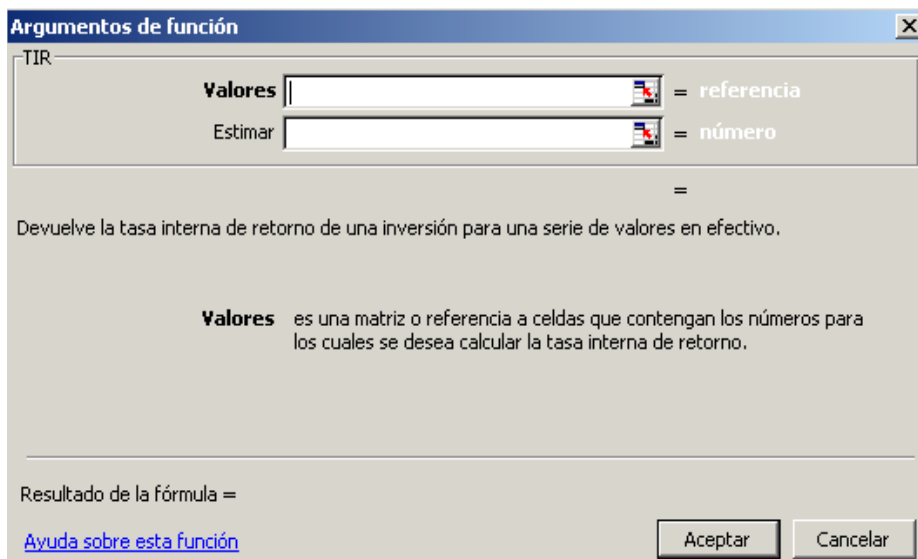 Argumentos de función
TIR
Valores = referencia
Estimar = número
=
Devuelve la tasa interna de retorno de una inversión para una serie de valores en efectivo.
Valores es una matriz o referencia a celdas que contengan los números para
los cuales se desea calcular la tasa interna de retorno.
Resultado de la fórmula =
Ayuda sobre esta función Aceptar Cancelar